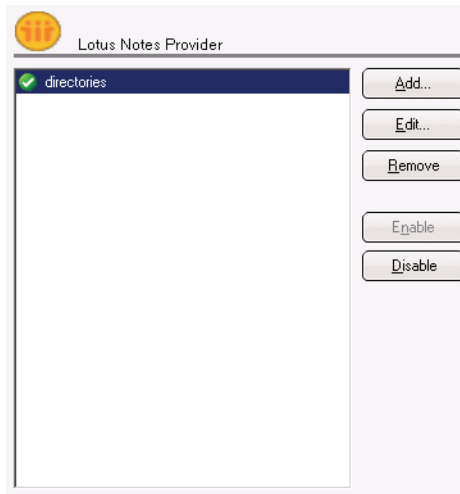 Lotus Notes Provider
directories
Add...
Edit...
Remove
Enable
Disable